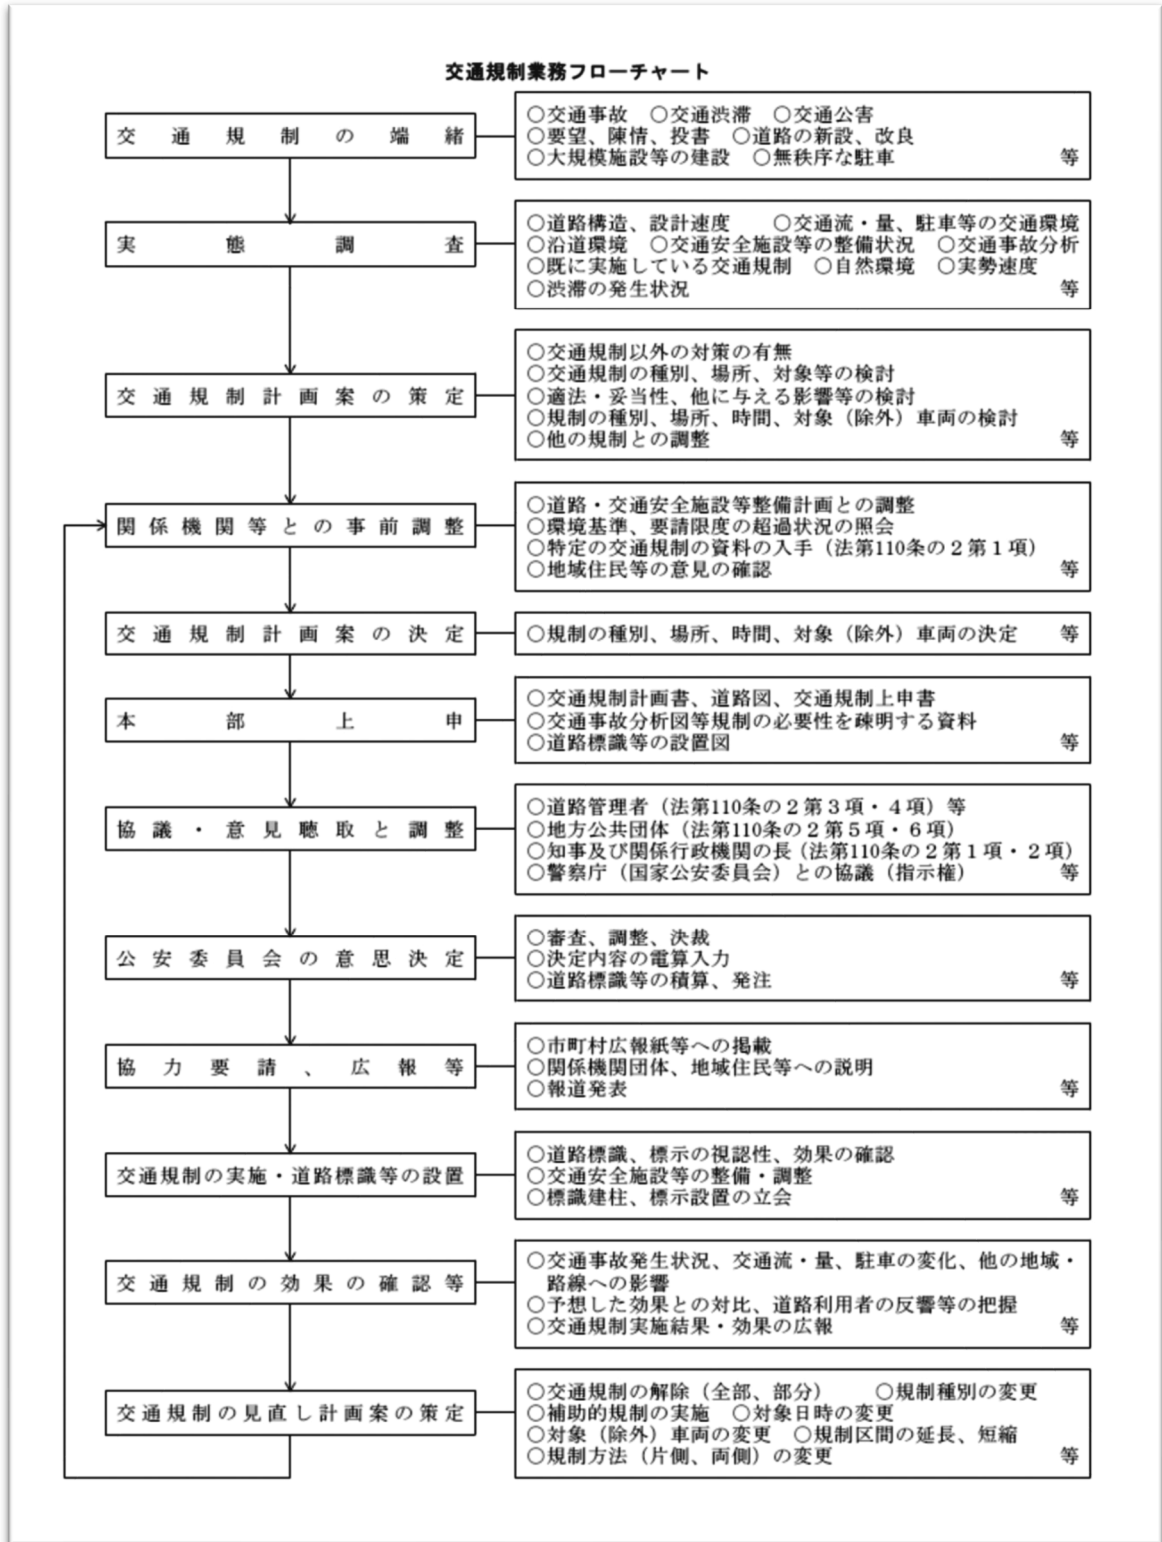 交通規制業務フローチャート
交通規制の端緒
○交通事故　○交通渋滞　○交通公害
○要望、陳情、投書　○道路の新設、改良
○大規模施設等の建設　○無秩序な駐車　等
実態調査
○道路構造、設計速度　○交通流・量、駐車等の交通環境
○沿道環境　○交通安全施設等の整備状況　○交通事故分析
○既に実施している交通規制　○自然環境　○実勢速度
○渋滞の発生状況　等
交通規制計画案の策定
○交通規制以外の対策の有無
○交通規制の種別、場所、対象等の検討
○適法・妥当性、他に与える影響等の検討
○規制の種別、場所、時間、対象（除外）車両の検討
○他の規制との調整　等
関係機関等との事前調整
○道路・交通安全施設等整備計画との調整
○環境基準、要請限度の超過状況の照会
○特定の交通規制の資料の入手（法第110条の２第１項）
○地域住民等の意見の確認　等
交通規制計画案の決定
○規制の種別、場所、時間、対象（除外）車両の決定　等
本部上申
○交通規制計画書、道路図、交通規制上申書
○交通事故分析図等規制の必要性を疎明する資料
○道路標識等の設置図　等
協議・意見聴取と調整
○道路管理者（法第110条の２第３項・４項）等
○地方公共団体（法第110条の２第５項・６項）
○知事及び関係行政機関の長（法第110条の２第１項・２項）
○警察庁（国家公安委員会）との協議（指示権）　等
公安委員会の意思決定
○審査、調整、決裁
○決定内容の電算入力
○道路標識等の積算、発注　等
協力要請、広報等
○市町村広報紙等への掲載
○関係機関団体、地域住民等への説明
○報道発表　等
交通規制の実施・道路標識等の設置
○道路標識、標示の視認性、効果の確認
○交通安全施設等の整備・調整
○標識建柱、標示設置の立会　等
交通規制の効果の確認等
○交通事故発生状況、交通流・量、駐車の変化、他の地域・
路線への影響
○予想した効果との対比、道路利用者の反響等の把握
○交通規制実施結果・効果の広報　等
交通規制の見直し計画案の策定
○交通規制の解除（全部、部分）　○規制種別の変更
○補助的規制の実施　○対象日時の変更
○対象（除外）車両の変更　○規制区間の延長、短縮
○規制方法（片側、両側）の変更　等